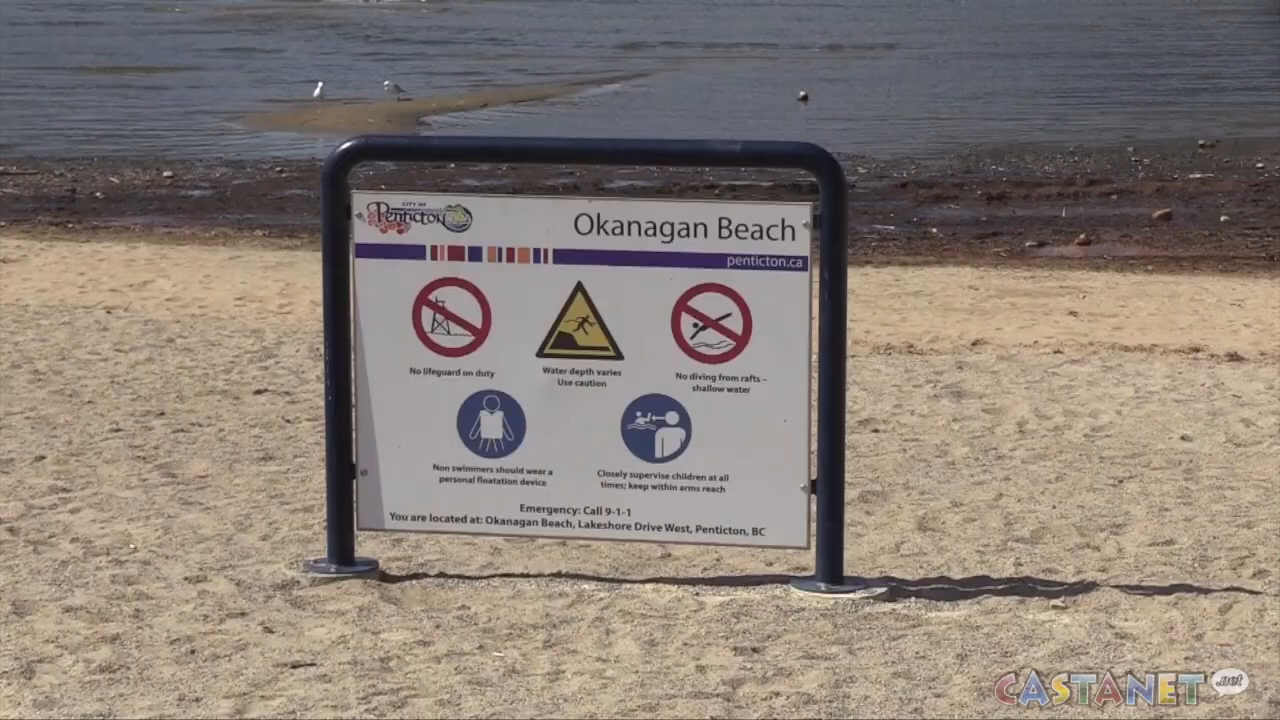 CITY OF
Penticton
Okanagan Beach
penticton.ca
No lifeguard on duty
Water depth varies
Use caution
No diving from rafts –
shallow water
Non swimmers should wear a
personal floatation device
Closely supervise children at all
times; keep within arms reach
Emergency: Call 9-1-1
You are located at: Okanagan Beach, Lakeshore Drive West, Penticton, BC
CASTANET.net